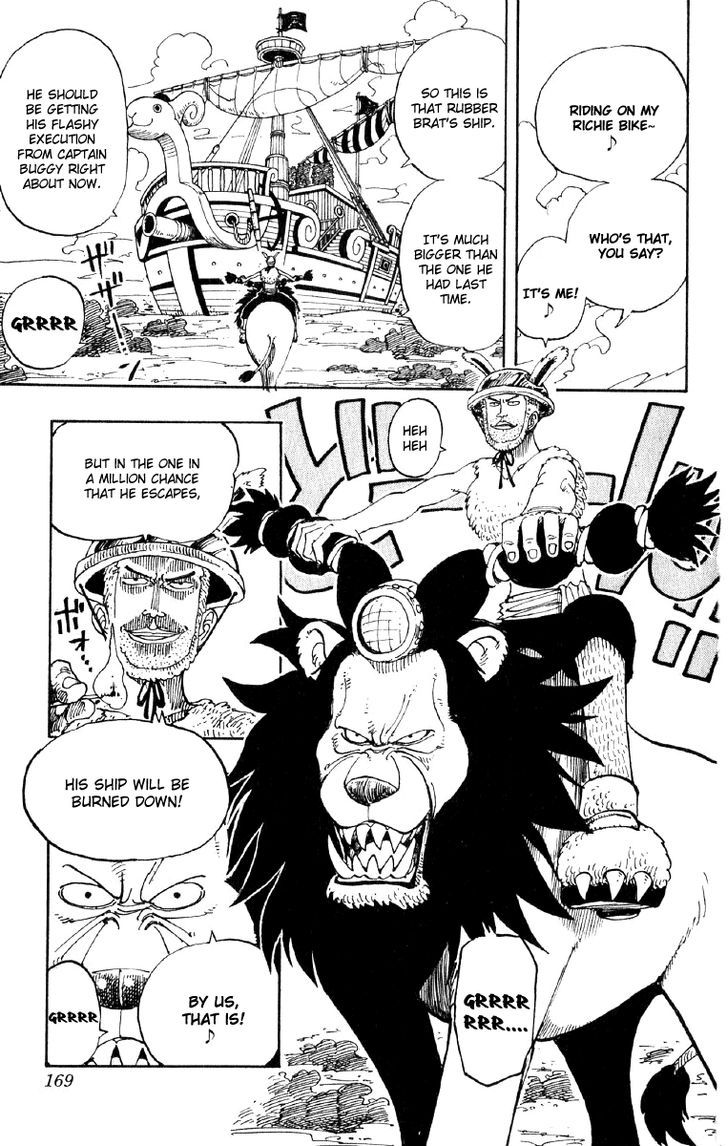 RIDING ON MY
RICHIE BIKE~
♪
WHO'S THAT,
YOU SAY?
IT'S ME!
♪
SO THIS IS
THAT RUBBER
BRAT'S SHIP.
IT'S MUCH
BIGGER THAN
THE ONE HE
HAD LAST
TIME.
HE SHOULD
BE GETTING
HIS FLASHY
EXECUTION
FROM CAPTAIN
BUGGY RIGHT
ABOUT NOW.
GRRRR
HEH
HEH
BUT IN THE ONE IN
A MILLION CHANCE
THAT HE ESCAPES,
HIS SHIP WILL BE
BURNED DOWN!
BY US,
THAT IS!
♪
GRRRR
GRRRR
RRR....
169